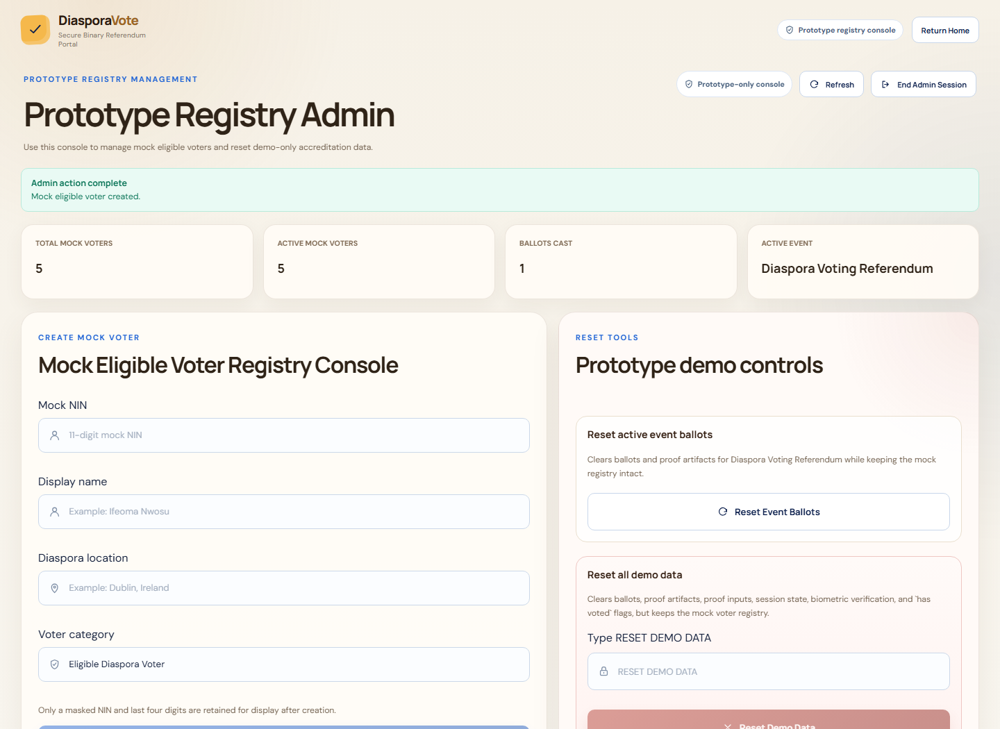 DiasporaVote
Secure Binary Referendum
Portal
Prototype registry console
Return Home
PROTOTYPE REGISTRY MANAGEMENT
Prototype-only console
Refresh
End Admin Session
Prototype Registry Admin
Use this console to manage mock eligible voters and reset demo-only accreditation data.
Admin action complete
Mock eligible voter created.
TOTAL MOCK VOTERS
5
ACTIVE MOCK VOTERS
5
BALLOTS CAST
1
ACTIVE EVENT
Diaspora Voting Referendum
CREATE MOCK VOTER
Mock Eligible Voter Registry Console
Mock NIN
11-digit mock NIN
Display name
Example: Ifeoma Nwosu
Diaspora location
Example: Dublin, Ireland
Voter category
Eligible Diaspora Voter
Only a masked NIN and last four digits are retained for display after creation.
RESET TOOLS
Prototype demo controls
Reset active event ballots
Clears ballots and proof artifacts for Diaspora Voting Referendum while keeping the mock
registry intact.
Reset Event Ballots
Reset all demo data
Clears ballots, proof artifacts, proof inputs, session state, biometric verification, and `has
voted` flags, but keeps the mock voter registry.
Type RESET DEMO DATA
RESET DEMO DATA
Reset Demo Data